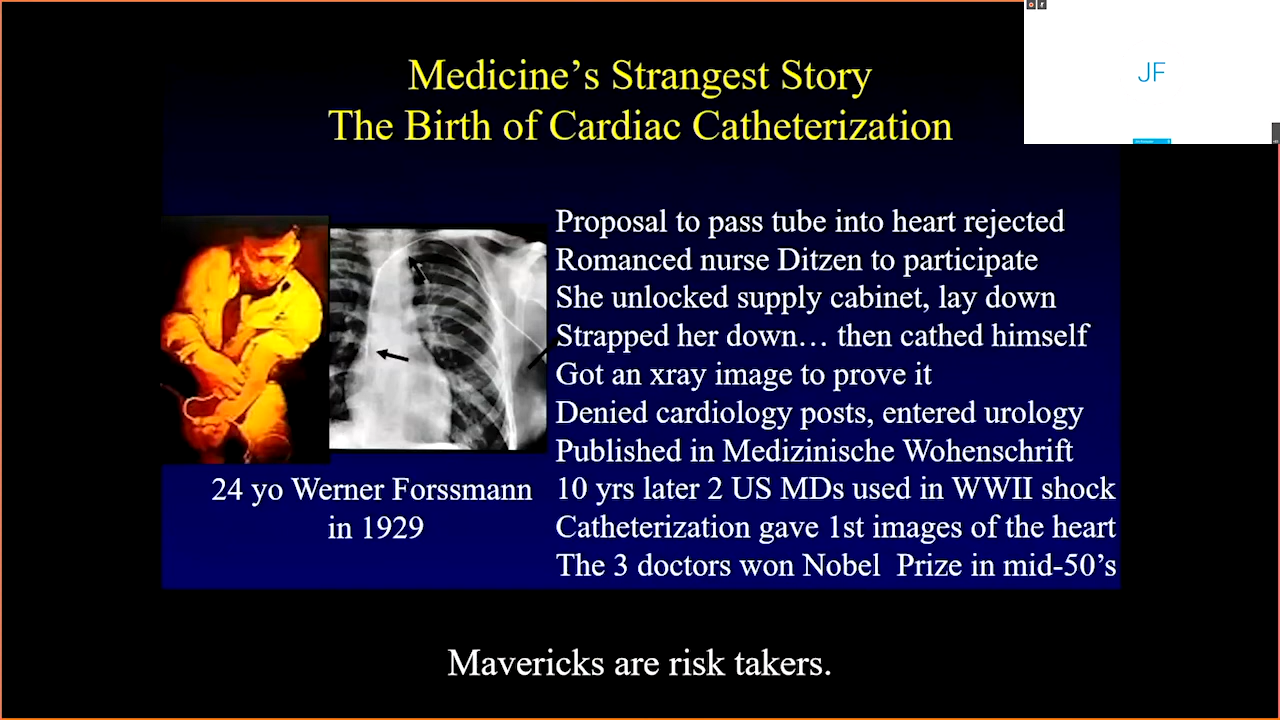 Medicine's Strangest Story
The Birth of Cardiac Catheterization
JF
Proposal to pass tube into heart rejected
Romanced nurse Ditzen to participate
She unlocked supply cabinet, lay down
Strapped her down… then cathed himself
Got an xray image to prove it
Denied cardiology posts, entered urology
Published in Medizinische Wohenschrift
10 yrs later 2 US MDs used in WWII shock
Catheterization gave 1st images of the heart
The 3 doctors won Nobel Prize in mid-50's
24 yo Werner Forssmann
in 1929
Mavericks are risk takers.